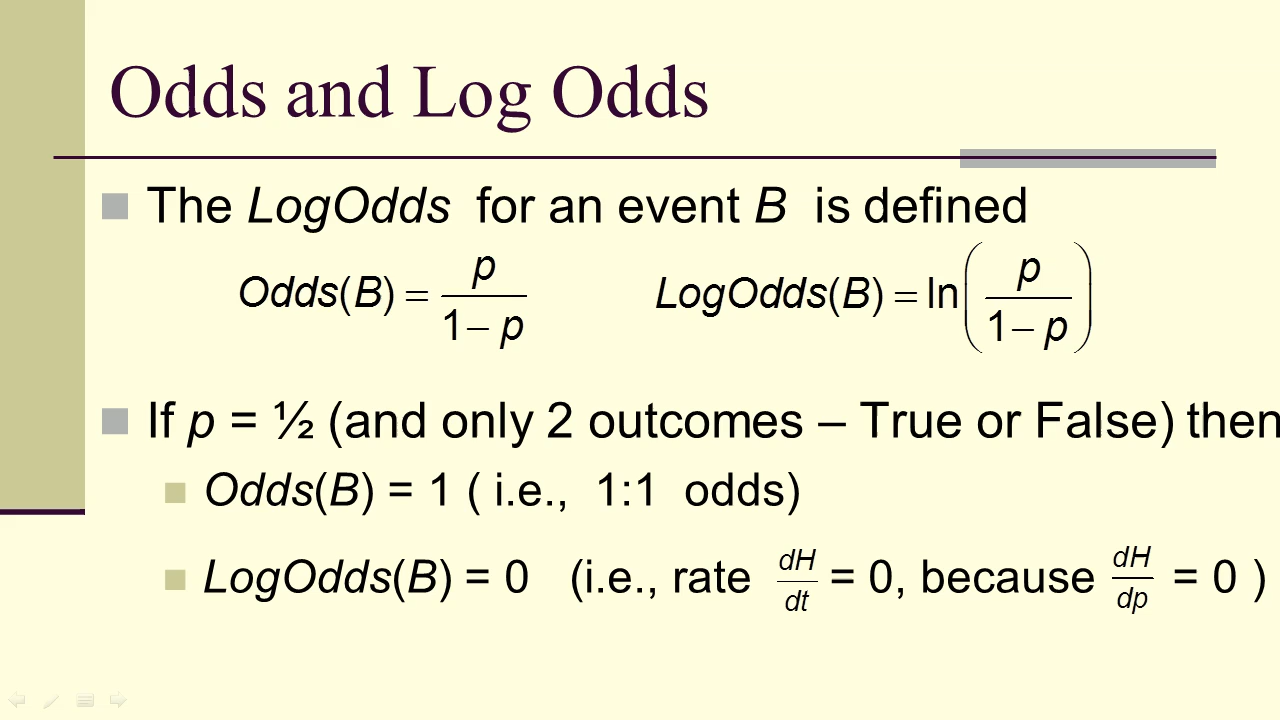 Odds and Log Odds
The LogOdds for an event B is defined
Odds(B) = p / (1 − p)    LogOdds(B) = ln(p / (1 − p))
If p = ½ (and only 2 outcomes – True or False) then
Odds(B) = 1 ( i.e., 1:1 odds)
LogOdds(B) = 0 (i.e., rate dH/dt = 0, because dH/dp = 0 )